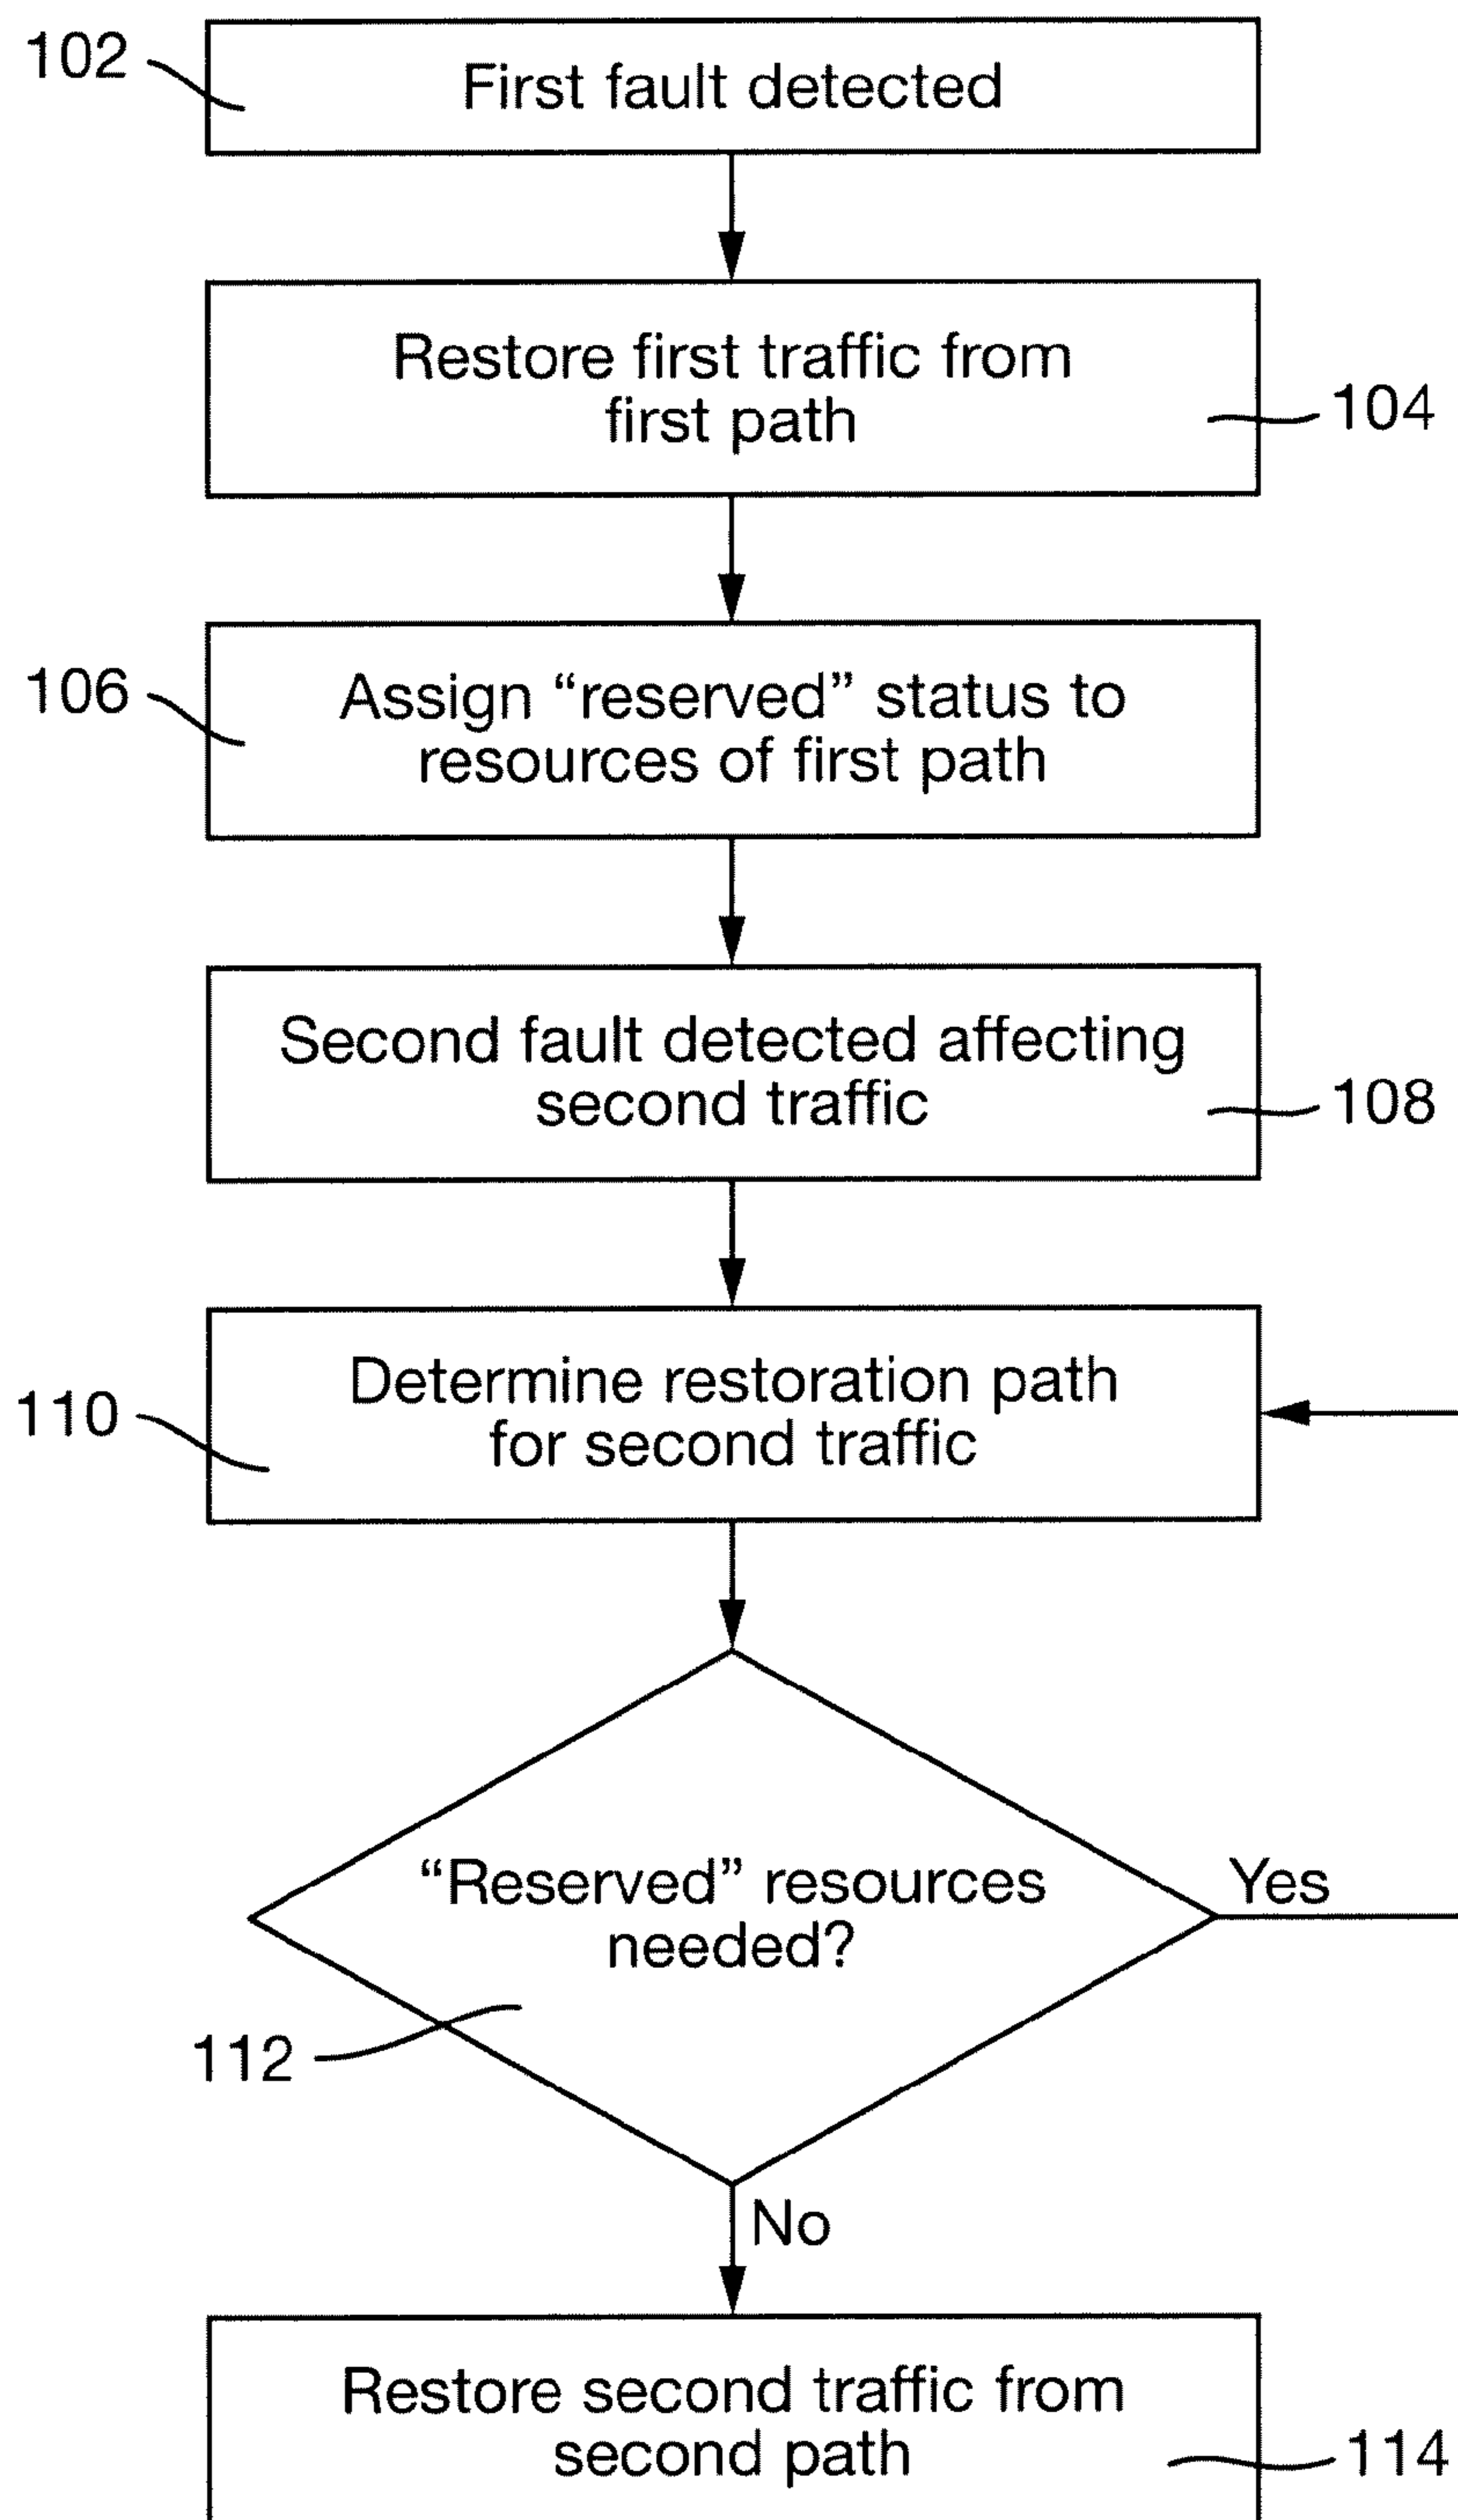 102
First fault detected
Restore first traffic from
first path
104
106
Assign “reserved” status to
resources of first path
Second fault detected affecting
second traffic
108
110
Determine restoration path
for second traffic
“Reserved” resources
needed?
Yes
112
No
Restore second traffic from
second path
114